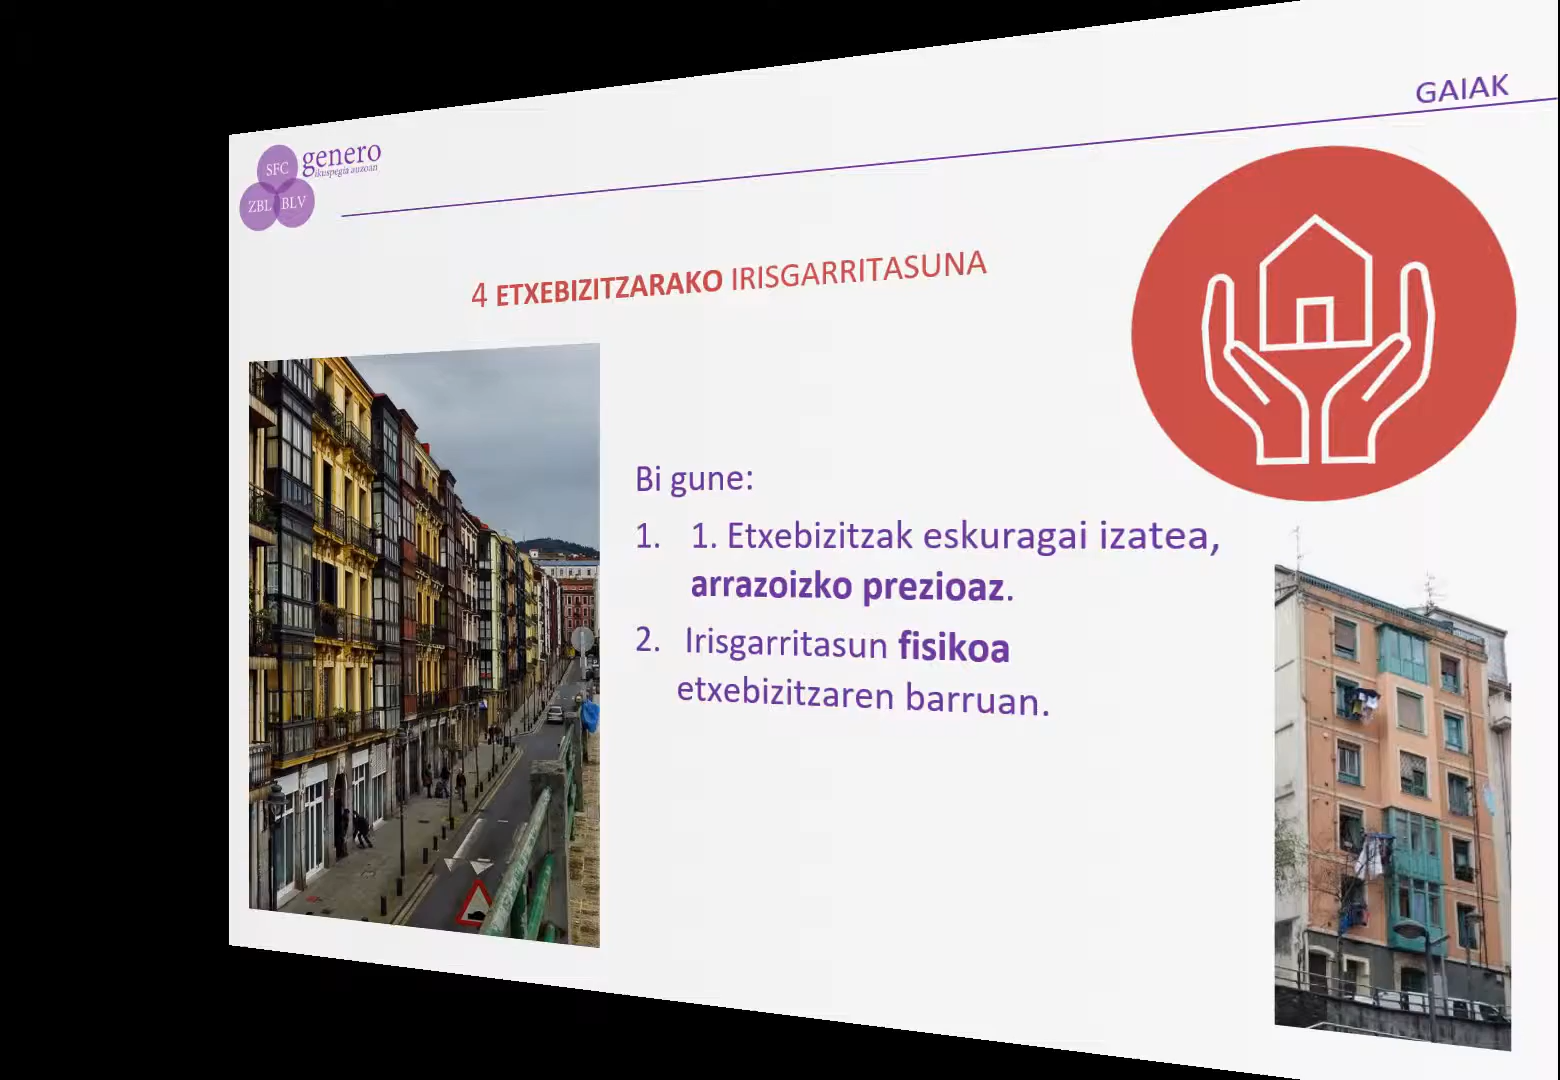 GAIAK
SFC
genero
ikuspegia auzoan
ZBL BLV
4 ETXEBIZITZARAKO IRISGARRITASUNA
Bi gune:
1. 1. Etxebizitzak eskuragai izatea,
arrazoizko prezioaz.
2. Irisgarritasun fisikoa
etxebizitzaren barruan.